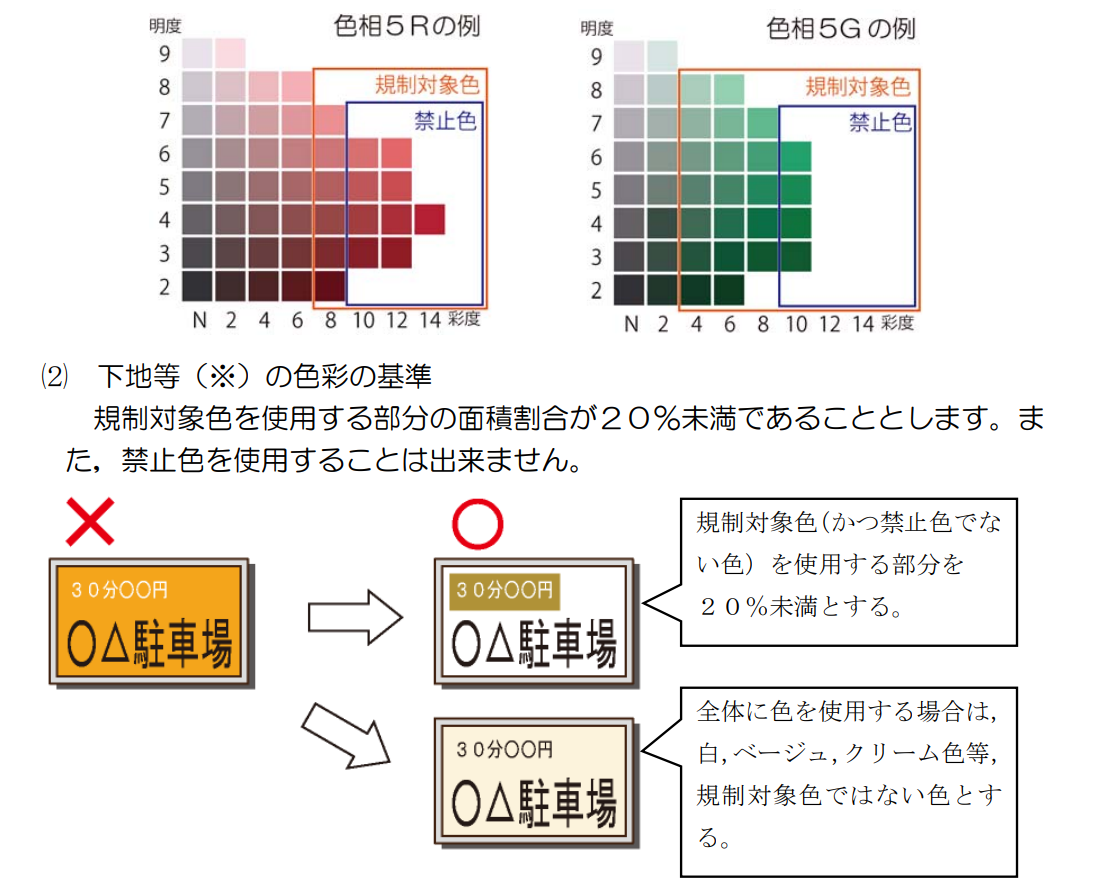 色相５Ｒの例
明度
規制対象色
禁止色
9
8
7
6
5
4
3
2
N 2 4 6 8 10 12 14 彩度
色相５Ｇの例
明度
規制対象色
禁止色
9
8
7
6
5
4
3
2
N 2 4 6 8 10 12 14 彩度
⑵　下地等（※）の色彩の基準
規制対象色を使用する部分の面積割合が２０％未満であることとします。ま
た，禁止色を使用することは出来ません。
３０分〇〇円
〇△駐車場
３０分〇〇円
〇△駐車場
規制対象色（かつ禁止色でな
い色）を使用する部分を
２０％未満とする。
３０分〇〇円
〇△駐車場
全体に色を使用する場合は，
白，ベージュ，クリーム色等，
規制対象色ではない色とす
る。